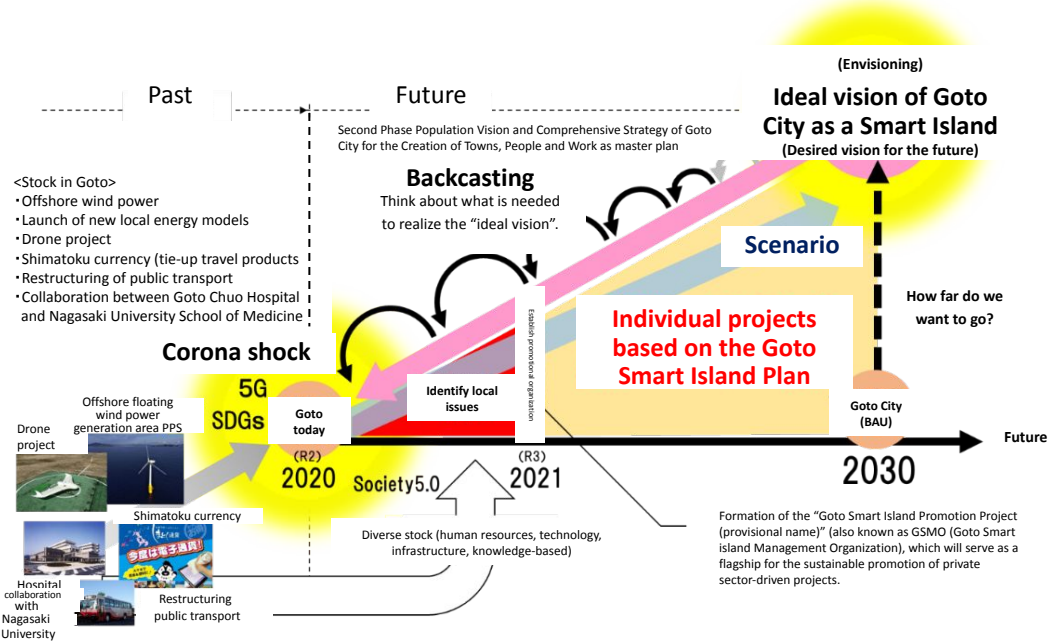 Past
Future
(Envisioning)
Ideal vision of Goto
City as a Smart Island
(Desired vision for the future)
Second Phase Population Vision and Comprehensive Strategy of Goto
City for the Creation of Towns, People and Work as master plan
<Stock in Goto>
・Offshore wind power
・Launch of new local energy models
・Drone project
・Shimatoku currency (tie-up travel products
・Restructuring of public transport
・Collaboration between Goto Chuo Hospital
and Nagasaki University School of Medicine
Backcasting
Think about what is needed
to realize the “ideal vision”.
Scenario
How far do we
want to go?
Individual projects
based on the Goto
Smart Island Plan
Establish promotional organization
Corona shock
5G
SDGs
Goto
today
Identify local
issues
Goto City
(BAU)
Future
(R2)
2020
Society5.0
(R3)
2021
2030
Offshore floating
wind power
generation area PPS
Drone
project
Shimatoku currency
今度は電子通貨!
Hospital
collaboration
with
Nagasaki
University
Restructuring
public transport
Diverse stock (human resources, technology,
infrastructure, knowledge-based)
Formation of the “Goto Smart Island Promotion Project
(provisional name)” (also known as GSMO (Goto Smart
island Management Organization), which will serve as a
flagship for the sustainable promotion of private
sector-driven projects.